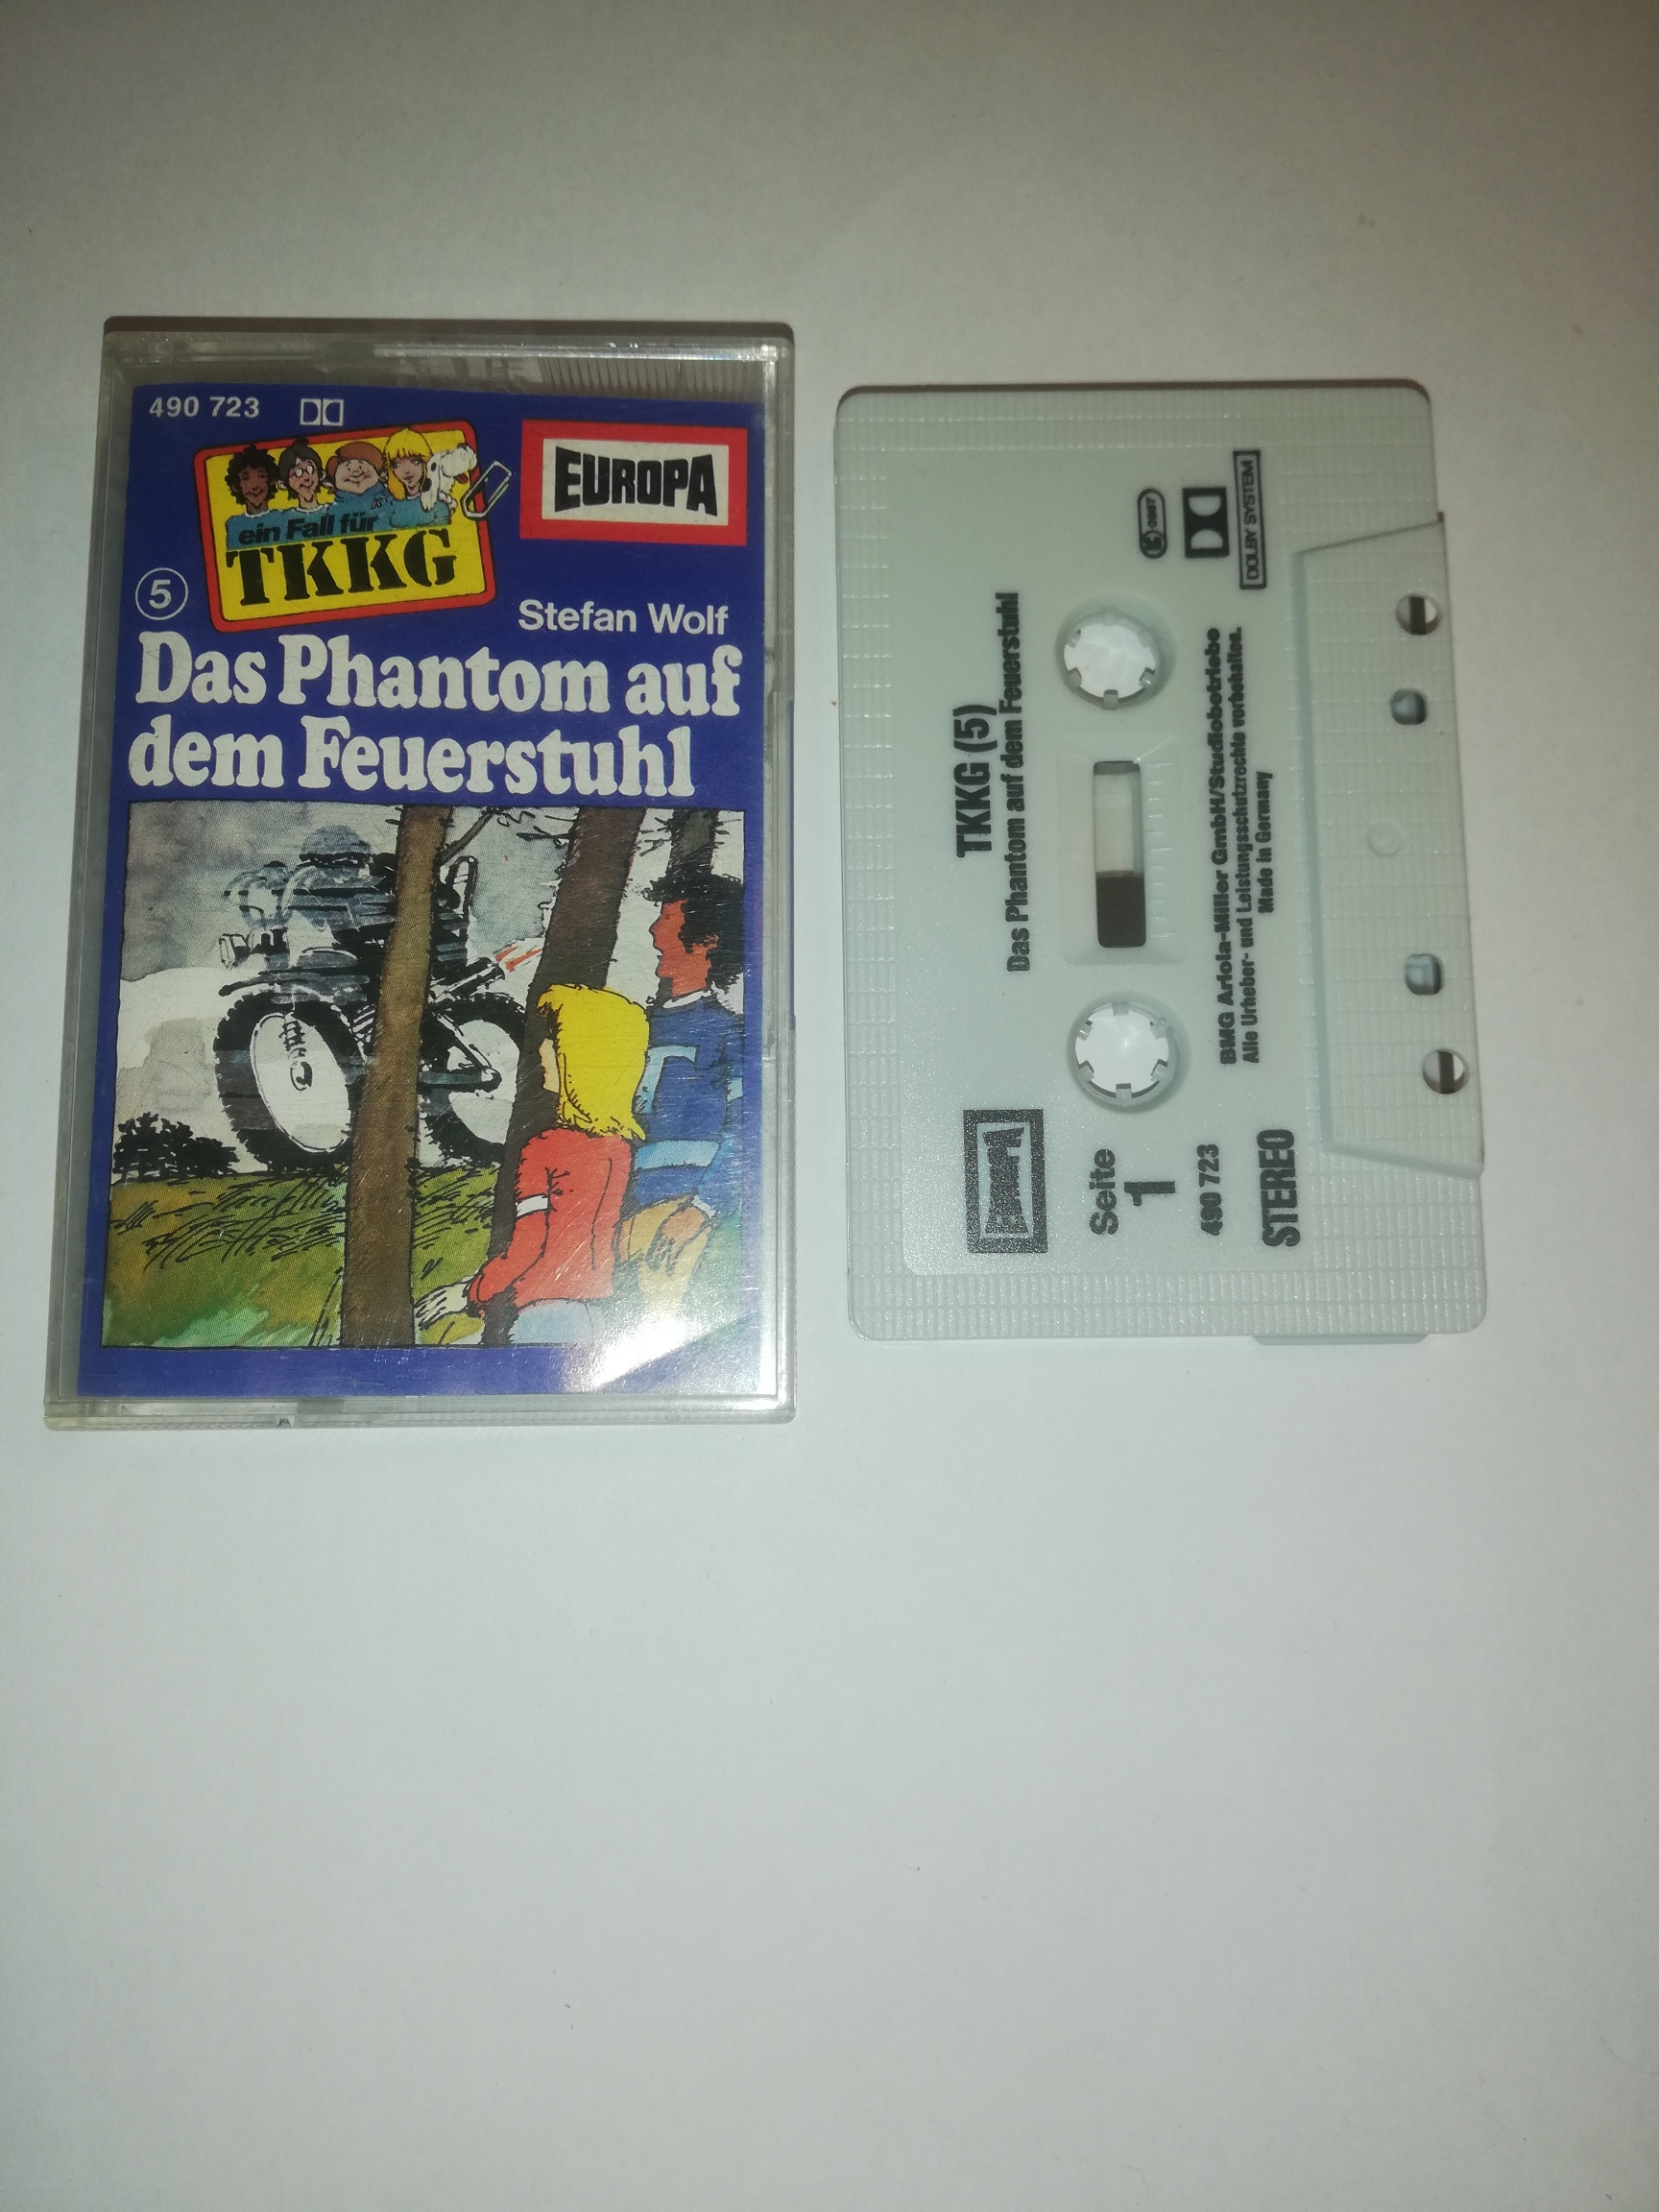 490 723
EUROPA
ein Fall für
TKKG
5
Stefan Wolf
Das Phantom auf
dem Feuerstuhl
TKKG (5)
Das Phantom auf dem Feuerstuhl
EUROPA
Seite
1
490 723
STEREO
BMG Ariola-Miller GmbH/Studiobetriebe
Alle Urheber- und Leistungsschutzrechte vorbehalten.
Made in Germany
DOLBY SYSTEM